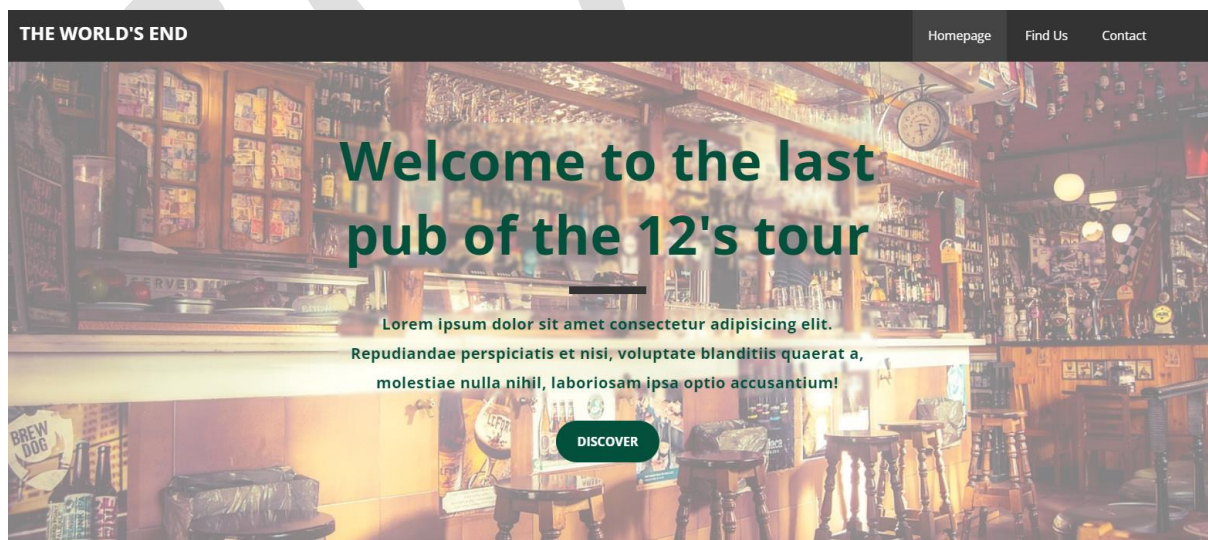 THE WORLD'S END
Homepage Find Us Contact
Welcome to the last
pub of the 12's tour
Lorem ipsum dolor sit amet consectetur adipisicing elit.
Repudiandae perspiciatis et nisi, voluptate blanditiis quaerat a,
molestiae nulla nihil, laboriosam ipsa optio accusantium!
DISCOVER
BREW
DOG